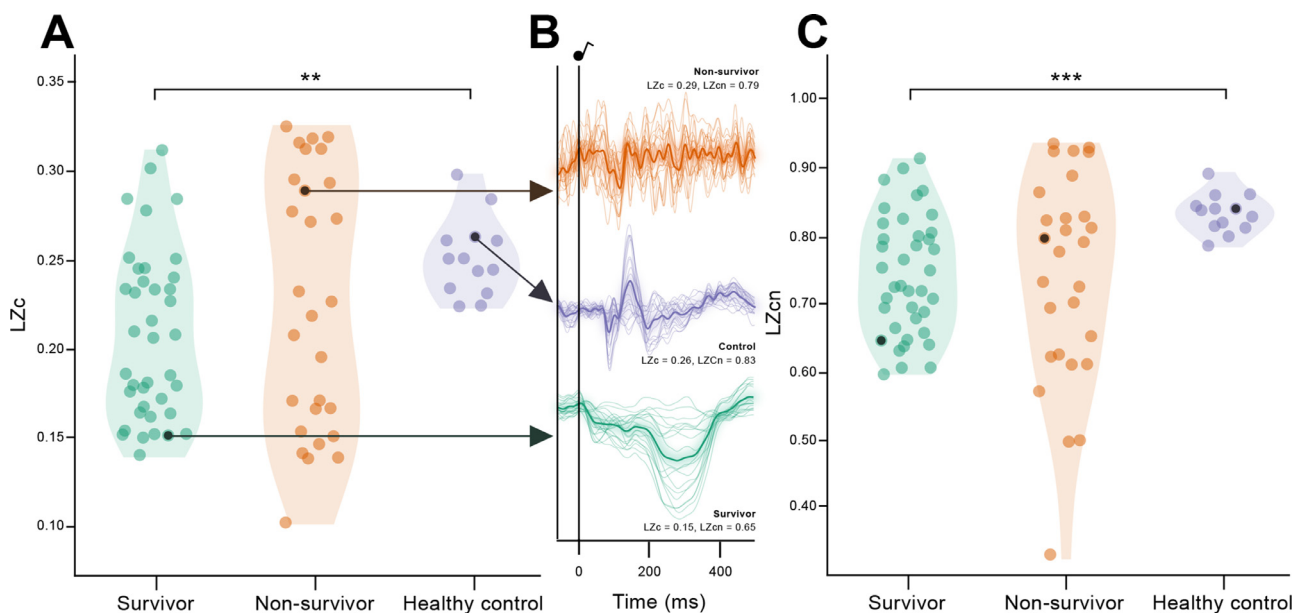 A
0.35
0.30
0.25
0.20
0.15
0.10
LZc
**
Survivor
Non-survivor
Healthy control
B
Non-survivor
LZc = 0.29, LZcn = 0.79
Control
LZc = 0.26, LZCn = 0.83
Survivor
LZc = 0.15, LZcn = 0.65
0
200
400
Time (ms)
C
1.00
0.90
0.80
0.70
0.60
0.50
0.40
LZcn
***
Survivor
Non-survivor
Healthy control